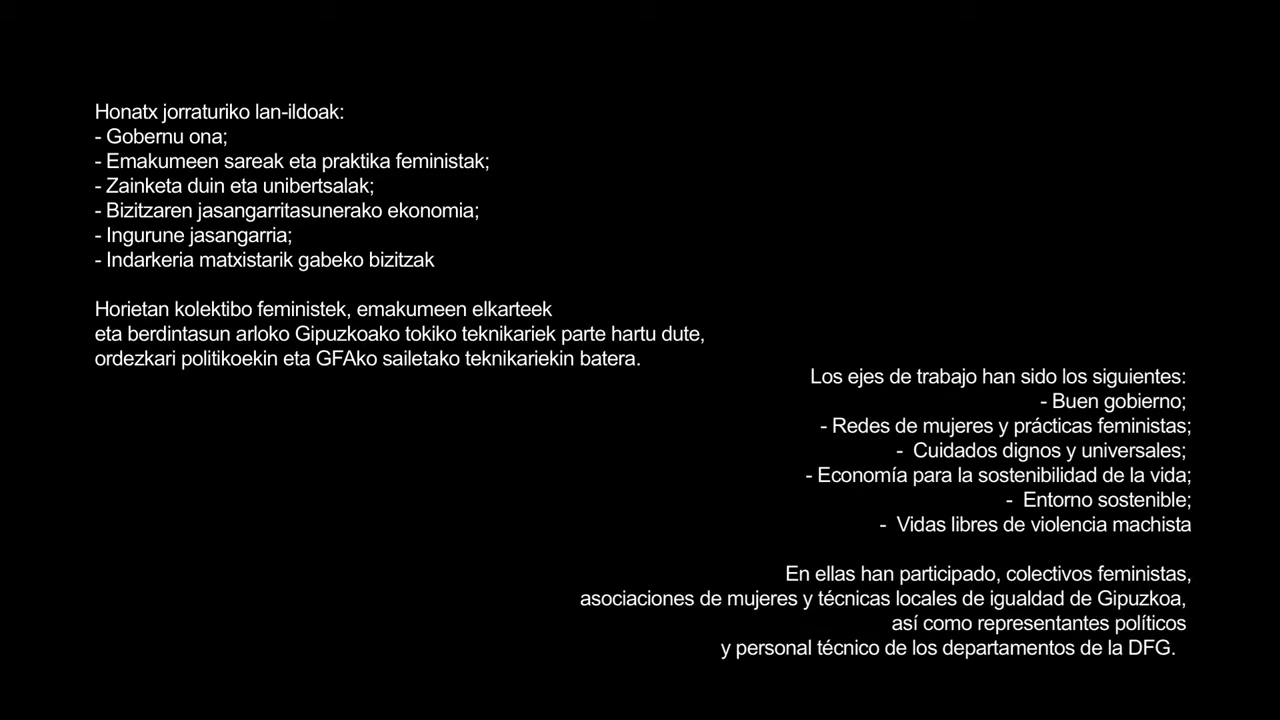 Honatx jorraturiko lan-ildoak:
- Gobernu ona;
- Emakumeen sareak eta praktika feministak;
- Zainketa duin eta unibertsalak;
- Bizitzaren jasangarritasunerako ekonomia;
- Ingurune jasangarria;
- Indarkeria matxistarik gabeko bizitzak
Horietan kolektibo feministek, emakumeen elkarteek
eta berdintasun arloko Gipuzkoako tokiko teknikariek parte hartu dute,
ordezkari politikoekin eta GFAko sailetako teknikariekin batera.
Los ejes de trabajo han sido los siguientes:
- Buen gobierno;
- Redes de mujeres y prácticas feministas;
- Cuidados dignos y universales;
- Economía para la sostenibilidad de la vida;
- Entorno sostenible;
- Vidas libres de violencia machista
En ellas han participado, colectivos feministas,
asociaciones de mujeres y técnicas locales de igualdad de Gipuzkoa,
así como representantes políticos
y personal técnico de los departamentos de la DFG.